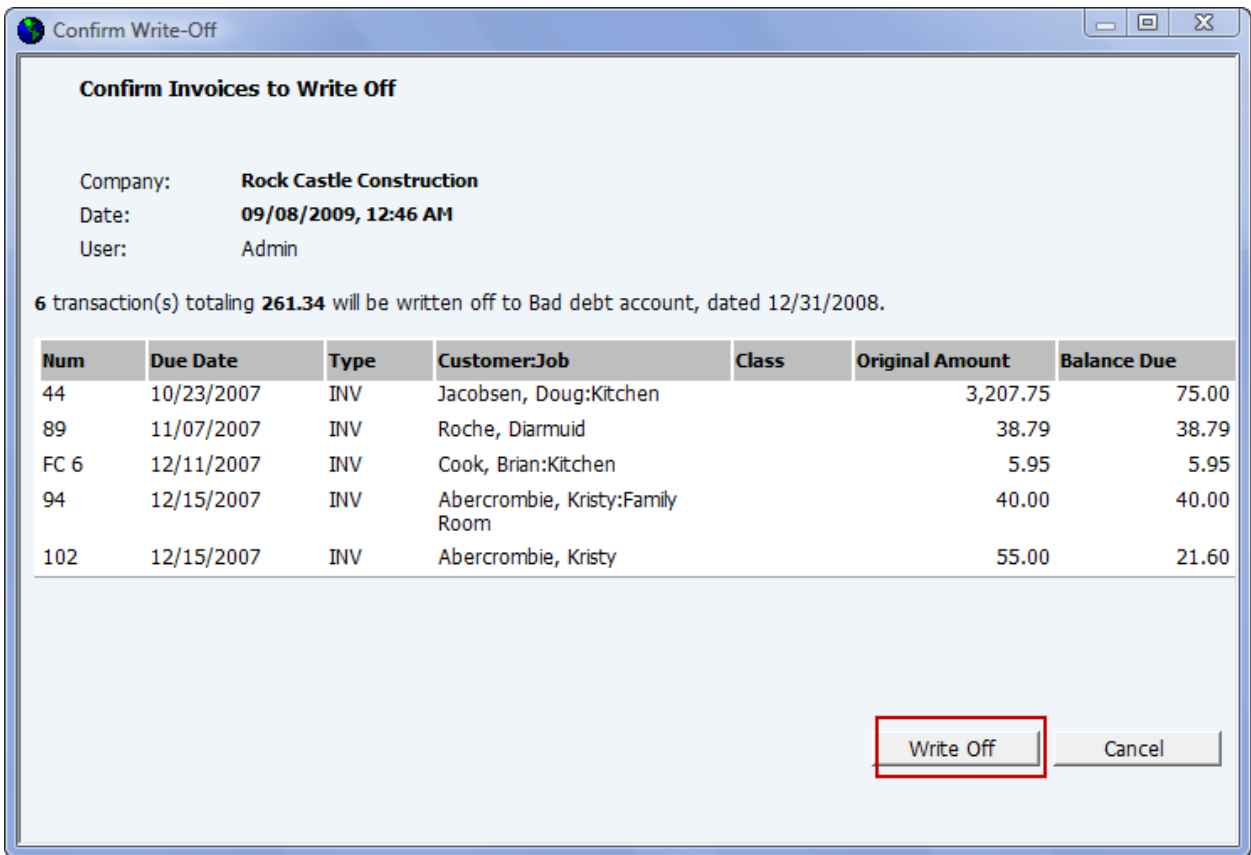 Confirm Write-Off
Confirm Invoices to Write Off
Company: Rock Castle Construction
Date: 09/08/2009, 12:46 AM
User: Admin
6 transaction(s) totaling 261.34 will be written off to Bad debt account, dated 12/31/2008.
Num Due Date Type Customer:Job Class Original Amount Balance Due
44 10/23/2007 INV Jacobsen, Doug:Kitchen 3,207.75 75.00
89 11/07/2007 INV Roche, Diarmuid 38.79 38.79
FC 6 12/11/2007 INV Cook, Brian:Kitchen 5.95 5.95
94 12/15/2007 INV Abercrombie, Kristy:Family 40.00 40.00
Room
102 12/15/2007 INV Abercrombie, Kristy 55.00 21.60
Write Off Cancel